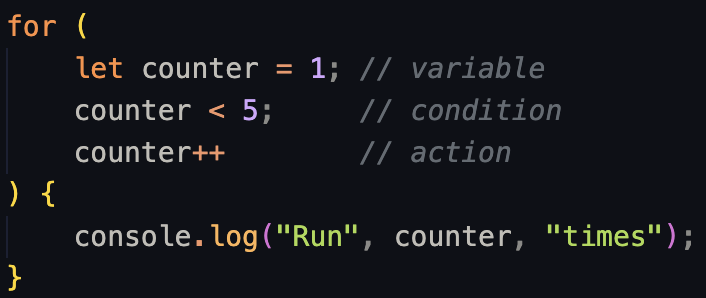 for (
    let counter = 1; // variable
    counter < 5;     // condition
    counter++        // action
) {
    console.log("Run", counter, "times");
}